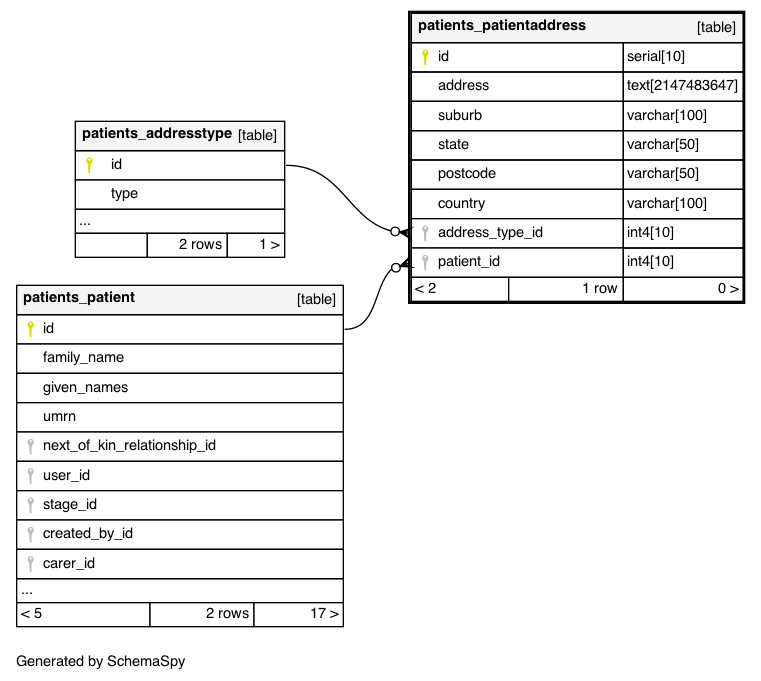 patients_patientaddress [table]
id serial[10]
address text[2147483647]
suburb varchar[100]
state varchar[50]
postcode varchar[50]
country varchar[100]
address_type_id int4[10]
patient_id int4[10]
< 2 1 row 0 >
patients_addresstype [table]
id
type
...
2 rows 1 >
patients_patient [table]
id
family_name
given_names
umrn
next_of_kin_relationship_id
user_id
stage_id
created_by_id
carer_id
...
< 5 2 rows 17 >
Generated by SchemaSpy